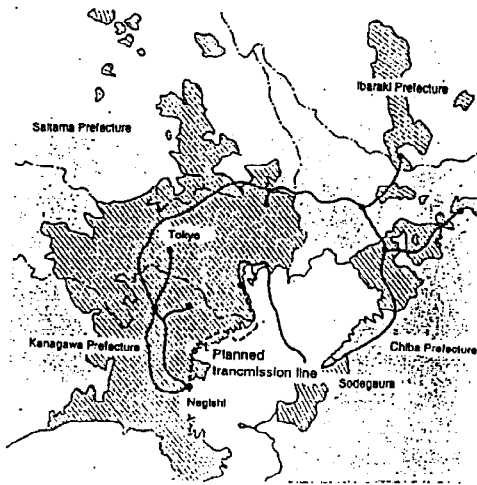 Ibaraki Prefecture
Saitama Prefecture
Tokyo
Kanagawa Prefecture
Planned
trancmission line
Chiba Prefecture
Sodegaura
Negishi